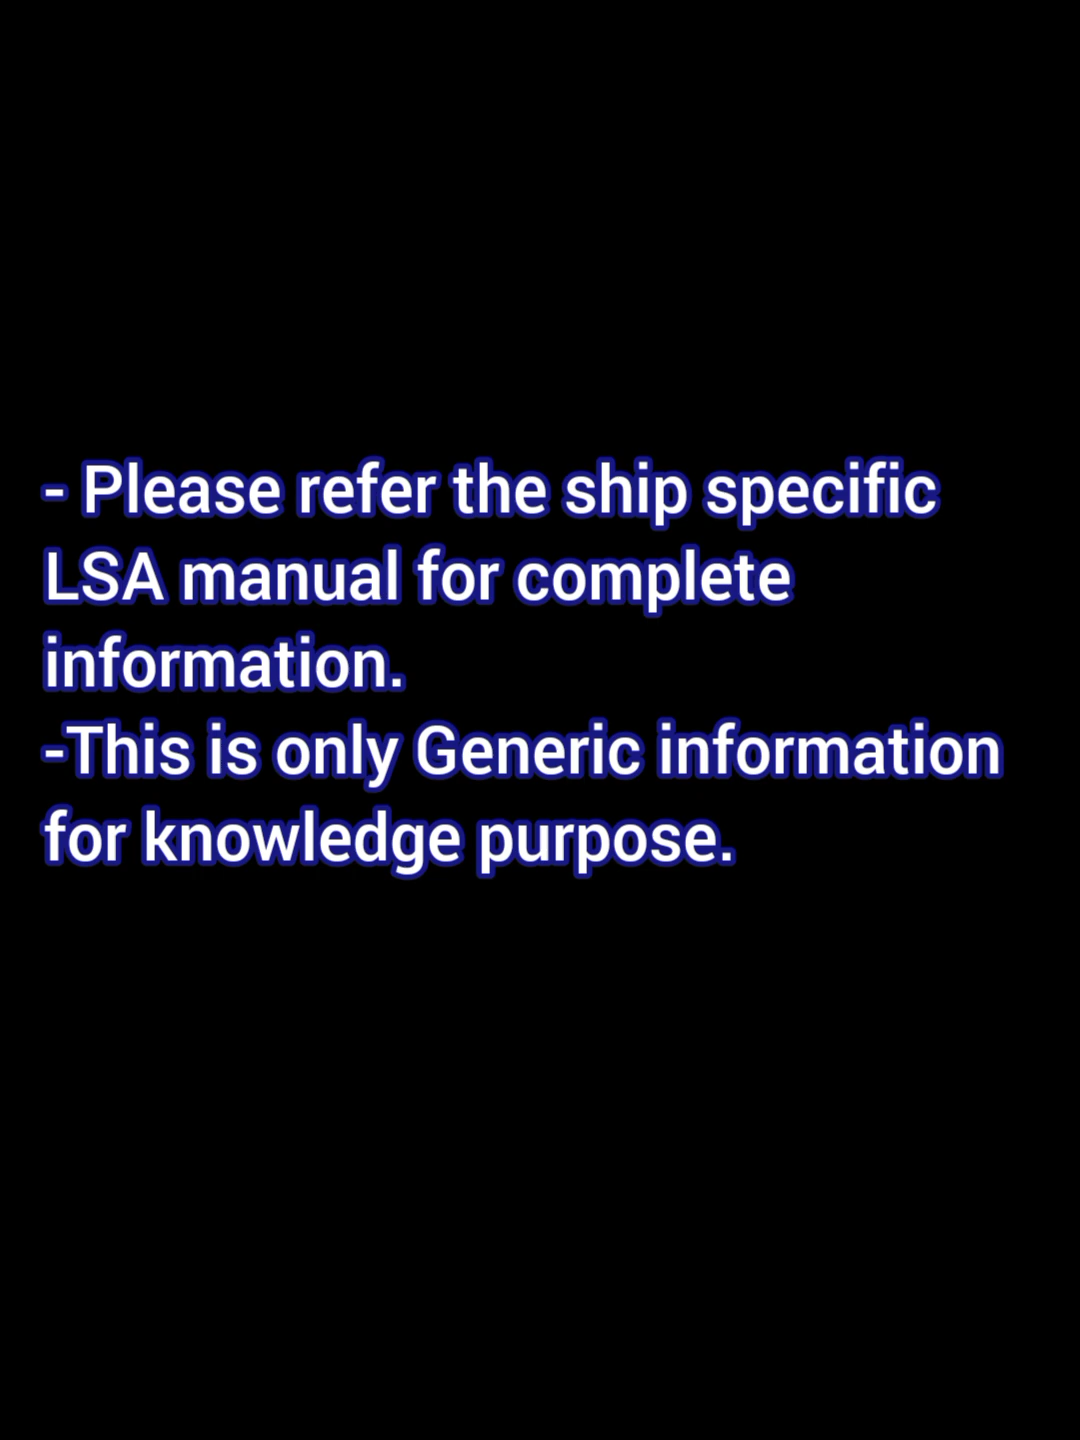 - Please refer the ship specific
LSA manual for complete
information.
-This is only Generic information
for knowledge purpose.